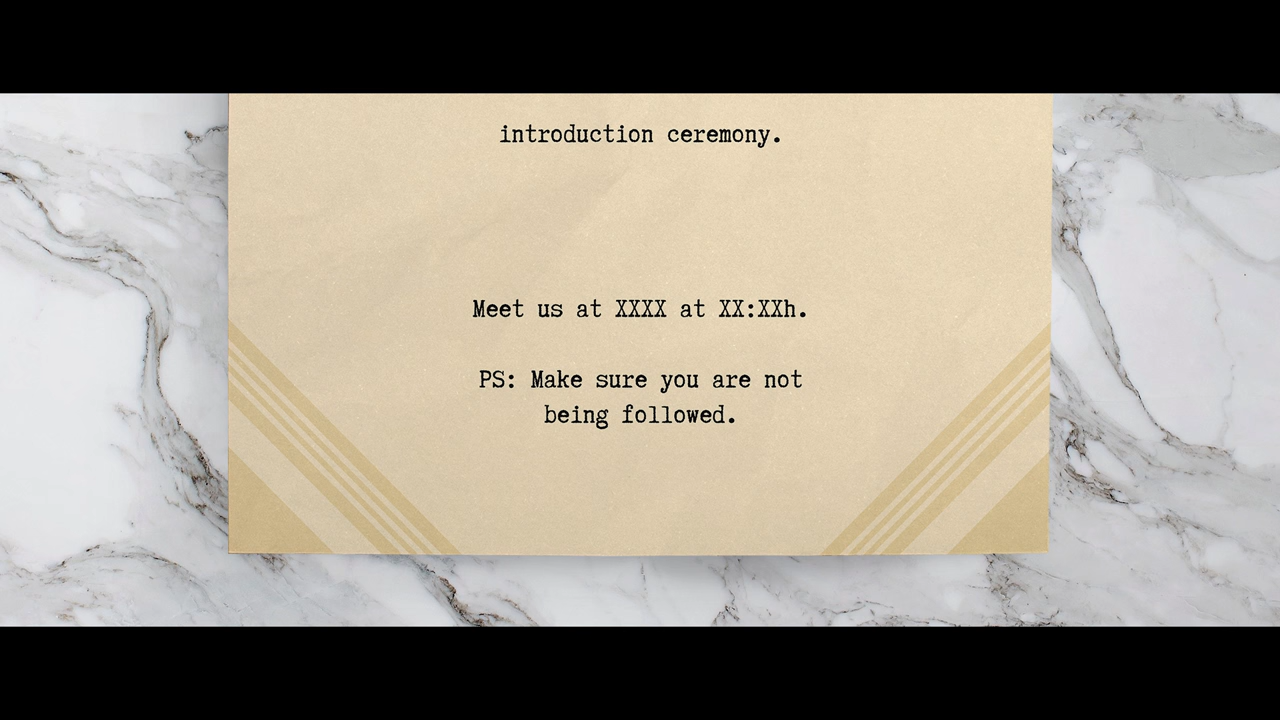 introduction ceremony.
Meet us at XXXX at XX:XXh.
PS: Make sure you are not
being followed.